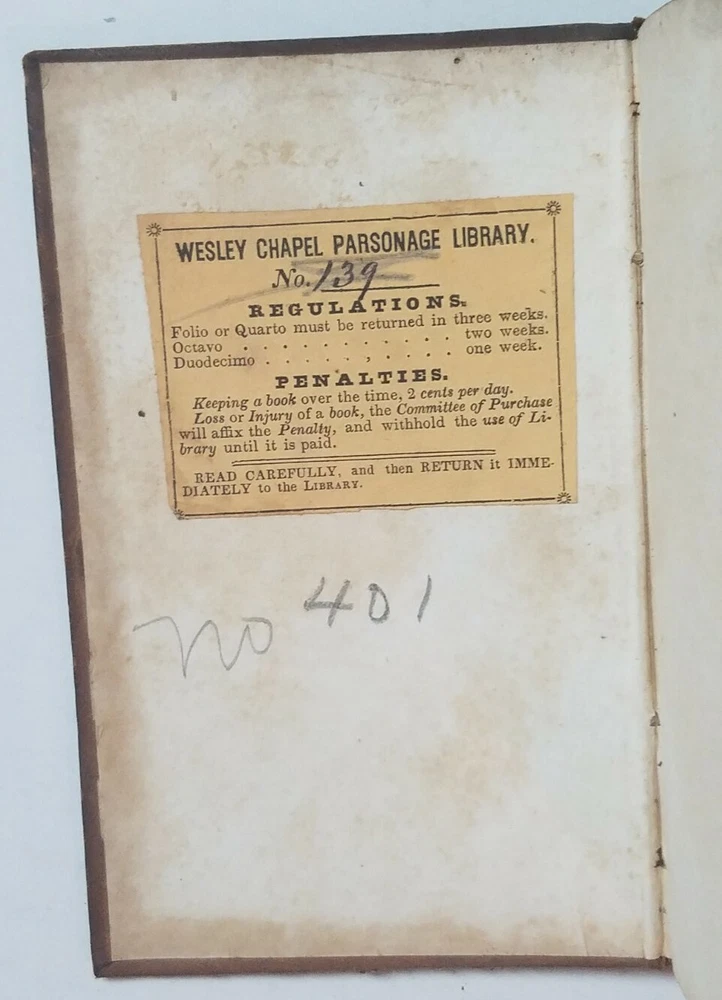 WESLEY CHAPEL PARSONAGE LIBRARY.
No. 139
REGULATIONS.
Folio or Quarto must be returned in three weeks.
Octavo . . . . . . . . . . two weeks.
Duodecimo . . . . . , . . . . one week.
PENALTIES.
Keeping a book over the time, 2 cents per day.
Loss or Injury of a book, the Committee of Purchase
will affix the Penalty, and withhold the use of Li-
brary until it is paid.
READ CAREFULLY, and then RETURN it IMME-
DIATELY to the LIBRARY.
no 401